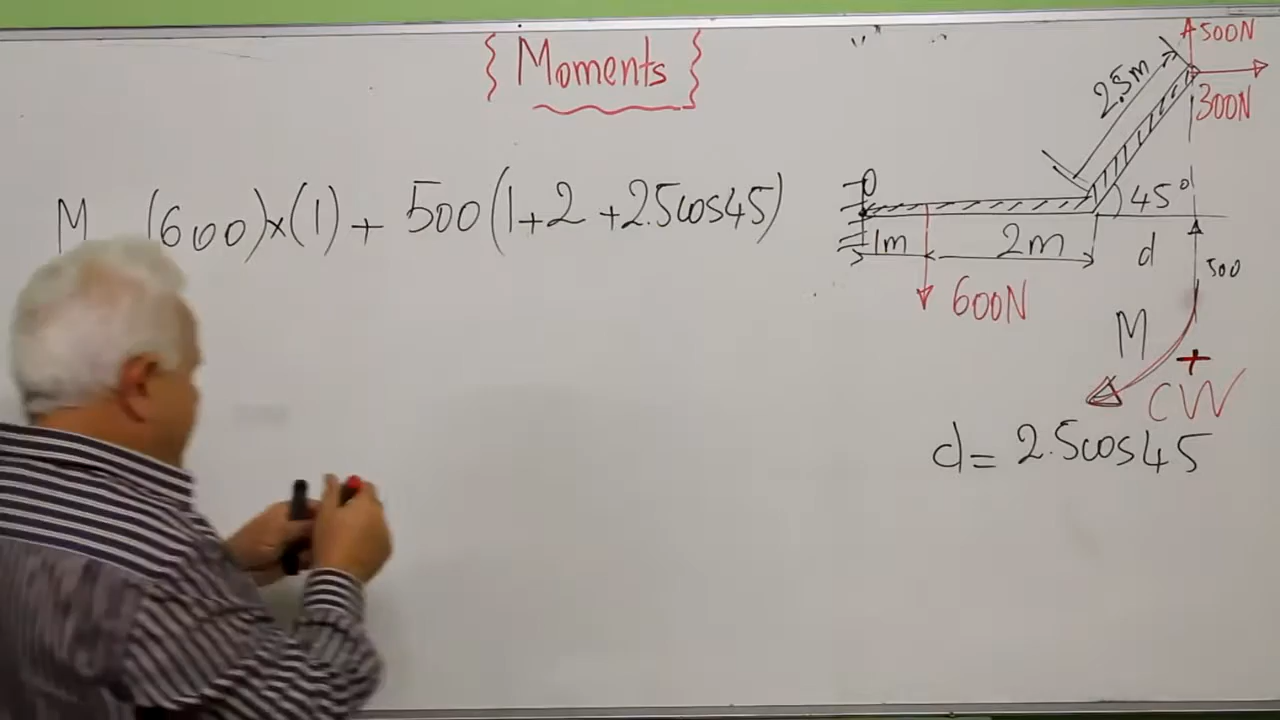 Moments
M (600)×(1) + 500(1+2 +2.5cos45)
500N
2.5m
300N
45°
1m
2m
d
500
600N
M
+
CW
d= 2.5cos45